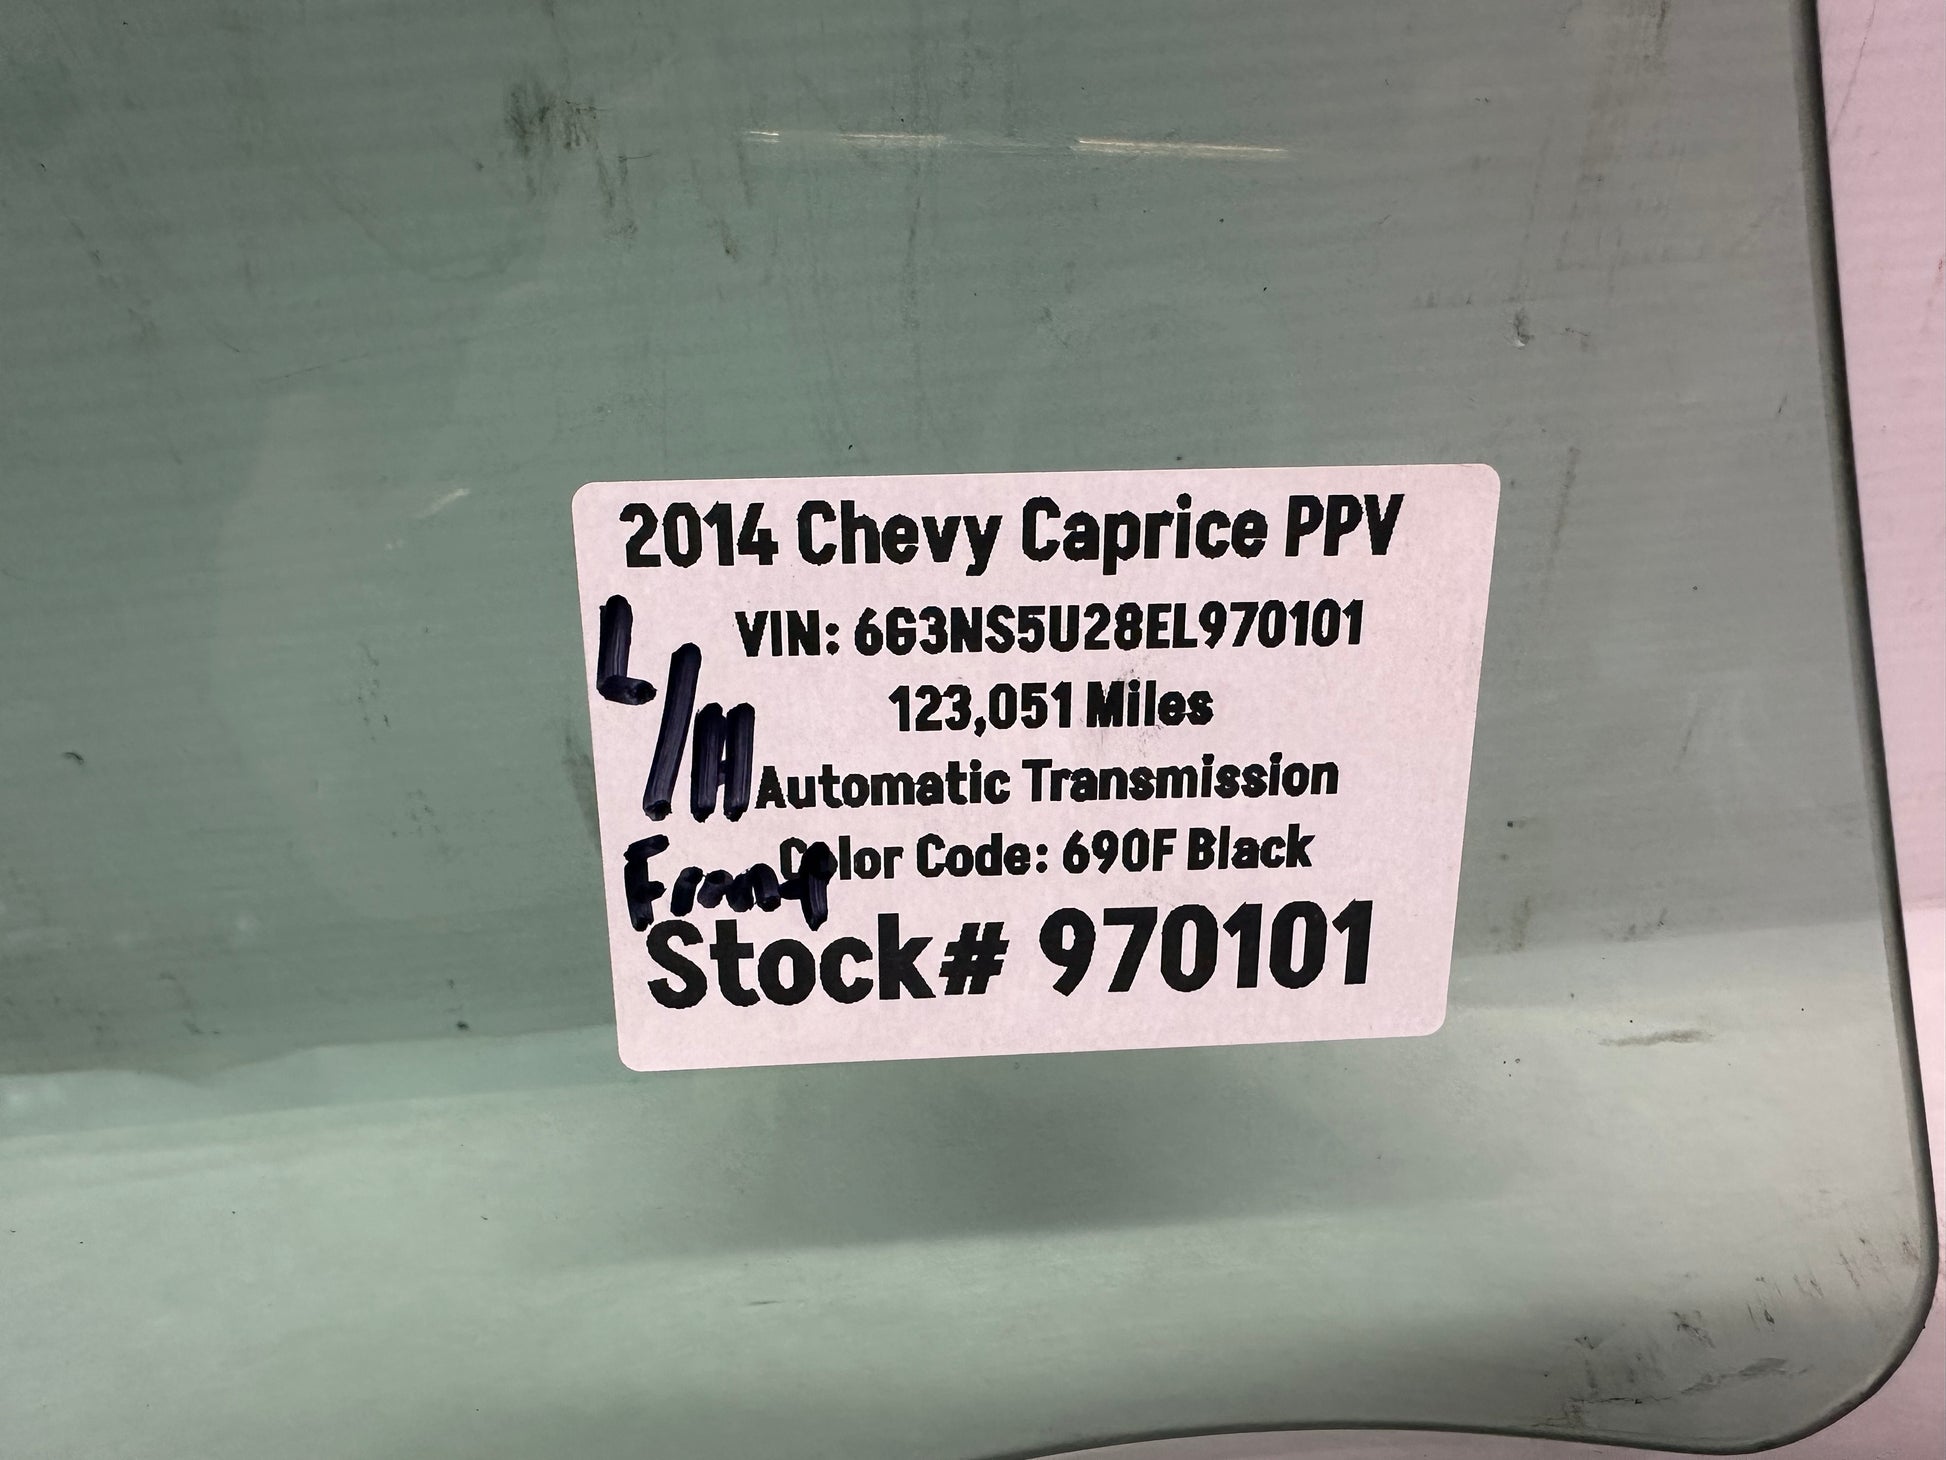 2014 Chevy Caprice PPV
VIN: 6G3NS5U28EL970101
123,051 Miles
L/H
Automatic Transmission
Front
Color Code: 690F Black
Stock# 970101